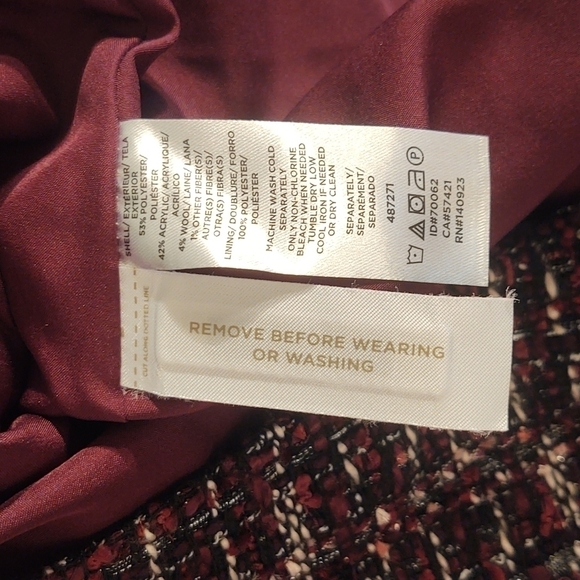 SHELL/ EXTÉRIEUR/ TELA
EXTERIOR
53% POLYESTER/
POLIÉSTER
42% ACRYLIC/ ACRYLIQUE/
ACRÍLICO
4% WOOL/ LAINE/ LANA
1% OTHER FIBER(S)/
AUTRE(S) FIBRE(S)/
OTRA(S) FIBRA(S)
LINING/ DOUBLURE/ FORRO
100% POLYESTER/
POLIÉSTER
MACHINE WASH COLD
SEPARATELY
ONLY NON-CHLORINE
BLEACH WHEN NEEDED
TUMBLE DRY LOW
COOL IRON IF NEEDED
OR DRY CLEAN
SEPARATELY/
SÉPARÉMENT/
SEPARADO
487271
P
ID#70062
CA#57421
RN#140923
CUT ALONG DOTTED LINE
REMOVE BEFORE WEARING
OR WASHING